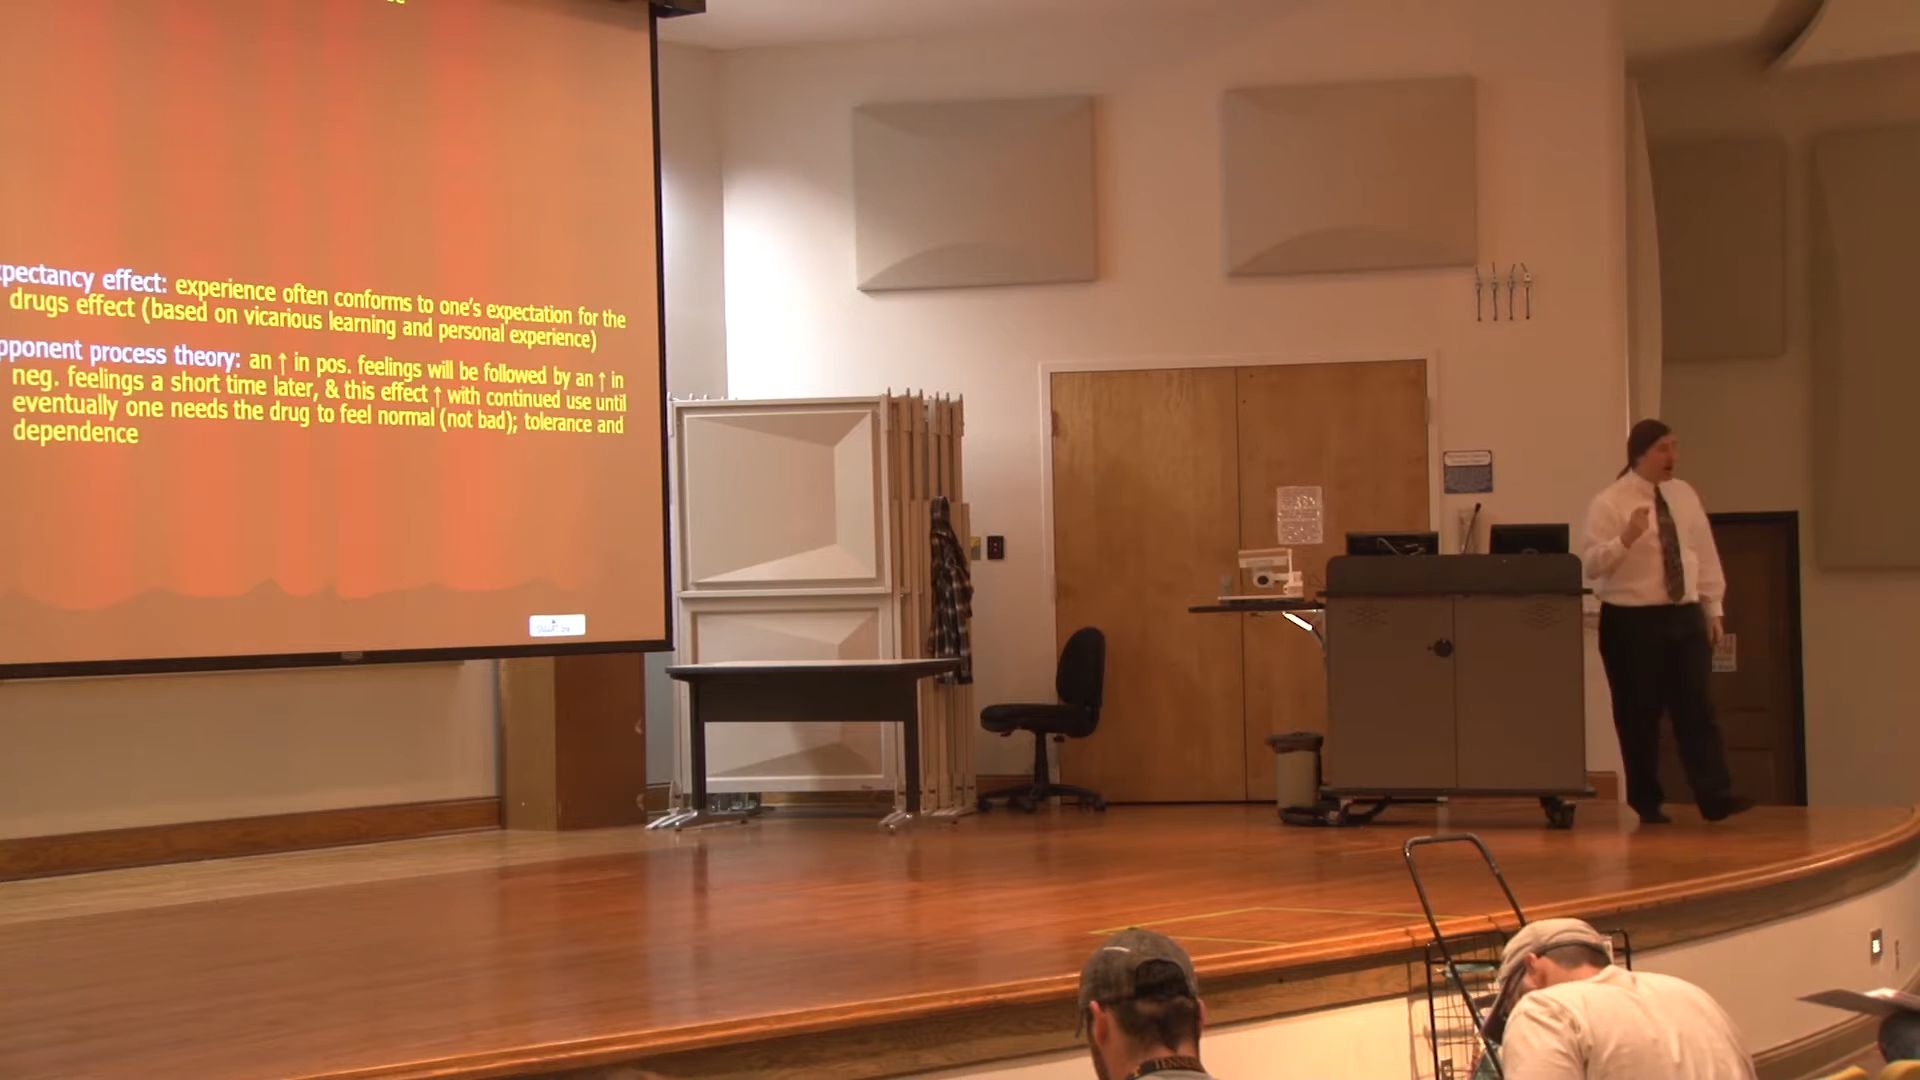 xpectancy effect: experience often conforms to one's expectation for the
drugs effect (based on vicarious learning and personal experience)
pponent process theory: an ↑ in pos. feelings will be followed by an ↑ in
neg. feelings a short time later, & this effect ↑ with continued use until
eventually one needs the drug to feel normal (not bad); tolerance and
dependence